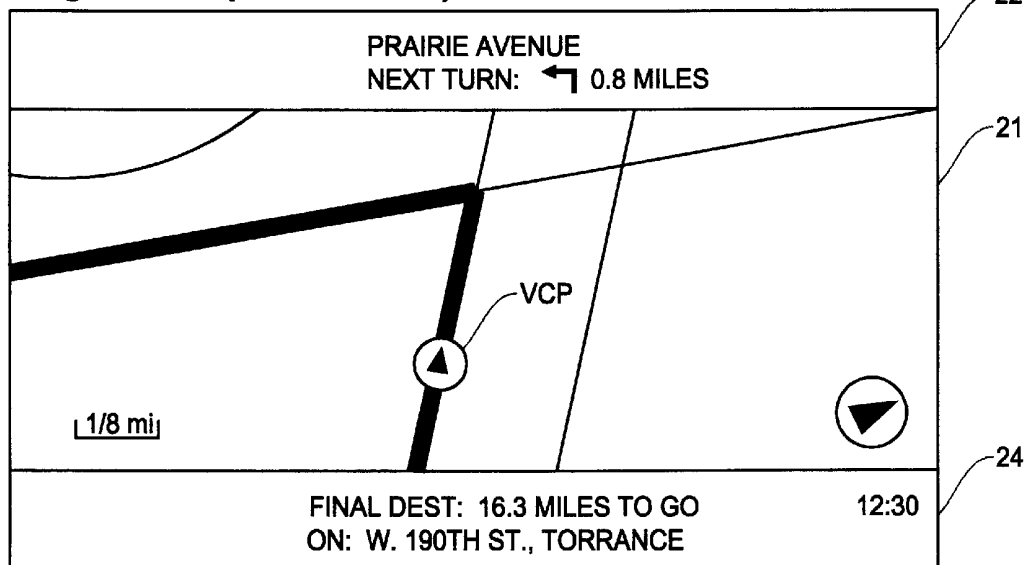 22
PRAIRIE AVENUE
NEXT TURN: 0.8 MILES
21
VCP
1/8 mi
24
FINAL DEST: 16.3 MILES TO GO 12:30
ON: W. 190TH ST., TORRANCE